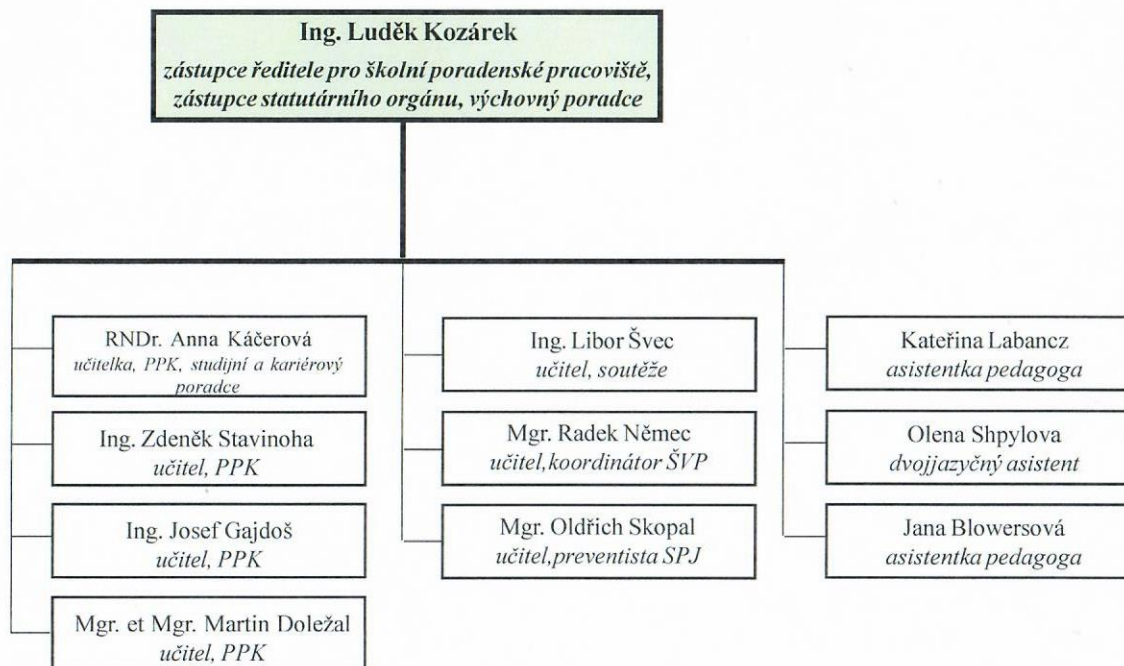 Ing. Luděk Kozárek
zástupce ředitele pro školní poradenské pracoviště,
zástupce statutárního orgánu, výchovný poradce
RNDr. Anna Káčerová
učitelka, PPK, studijní a kariérový
poradce
Ing. Zdeněk Stavinoha
učitel, PPK
Ing. Josef Gajdoš
učitel, PPK
Mgr. et Mgr. Martin Doležal
učitel, PPK
Ing. Libor Švec
učitel, soutěže
Mgr. Radek Němec
učitel,koordinátor ŠVP
Mgr. Oldřich Skopal
učitel,preventista SPJ
Kateřina Labancz
asistentka pedagoga
Olena Shpylova
dvojjazyčný asistent
Jana Blowersová
asistentka pedagoga